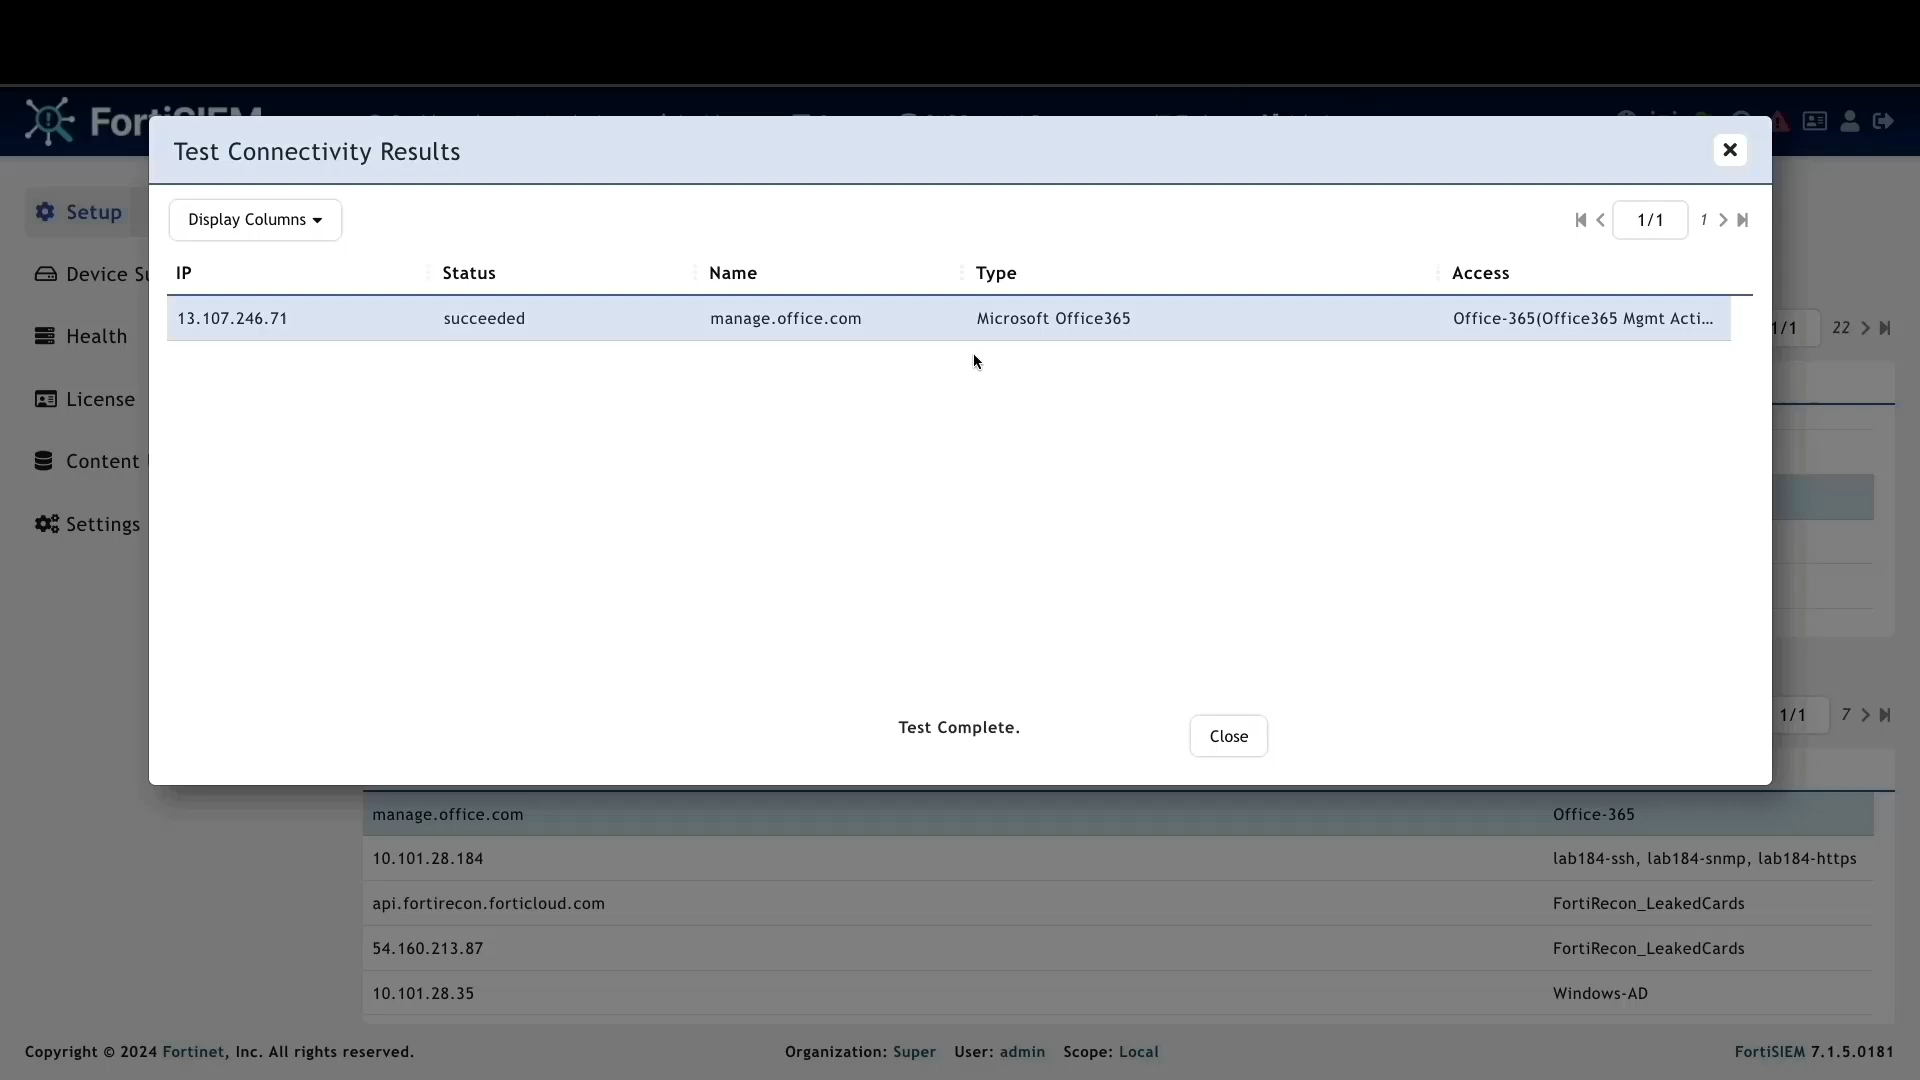 Test Connectivity Results
Display Columns
1/1 1
IP Status Name Type Access
13.107.246.71 succeeded manage.office.com Microsoft Office365 Office-365(Office365 Mgmt Acti...
Test Complete.
Close
Setup
Device
Health
License
Content
Settings
1/1 22
1/1 7
manage.office.com Office-365
10.101.28.184 lab184-ssh, lab184-snmp, lab184-https
api.fortirecon.forticloud.com FortiRecon_LeakedCards
54.160.213.87 FortiRecon_LeakedCards
10.101.28.35 Windows-AD
Copyright © 2024 Fortinet, Inc. All rights reserved. Organization: Super User: admin Scope: Local FortiSIEM 7.1.5.0181